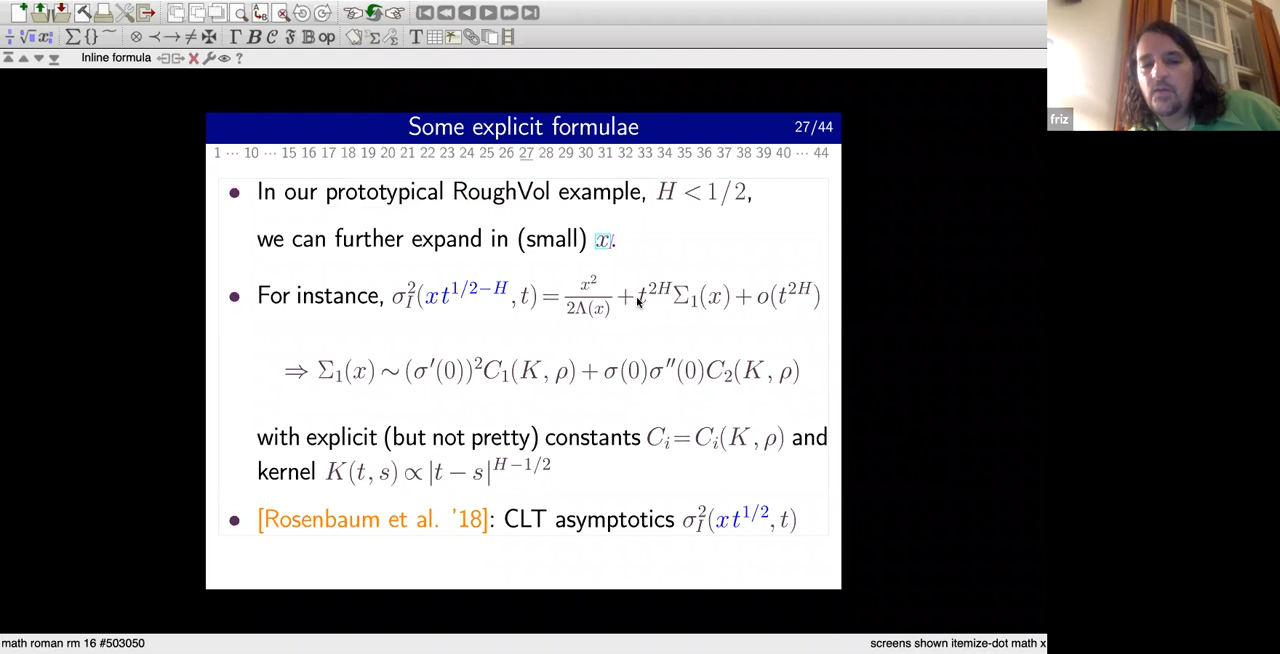 Inline formula
friz
Some explicit formulae 27/44
1 ··· 10 ··· 15 16 17 18 19 20 21 22 23 24 25 26 27 28 29 30 31 32 33 34 35 36 37 38 39 40 ··· 44
• In our prototypical RoughVol example, H < 1/2,
we can further expand in (small) x.
• For instance, σ_I^2(xt^{1/2−H}, t) = x^2/2Λ(x) + t^{2H}Σ_1(x) + o(t^{2H})
⇒ Σ_1(x) ∼ (σ′(0))^2C_1(K, ρ) + σ(0)σ″(0)C_2(K, ρ)
with explicit (but not pretty) constants C_i = C_i(K, ρ) and
kernel K(t, s) ∝ |t − s|^{H−1/2}
• [Rosenbaum et al. '18]: CLT asymptotics σ_I^2(xt^{1/2}, t)
math roman rm 16 #503050 screens shown itemize-dot math x